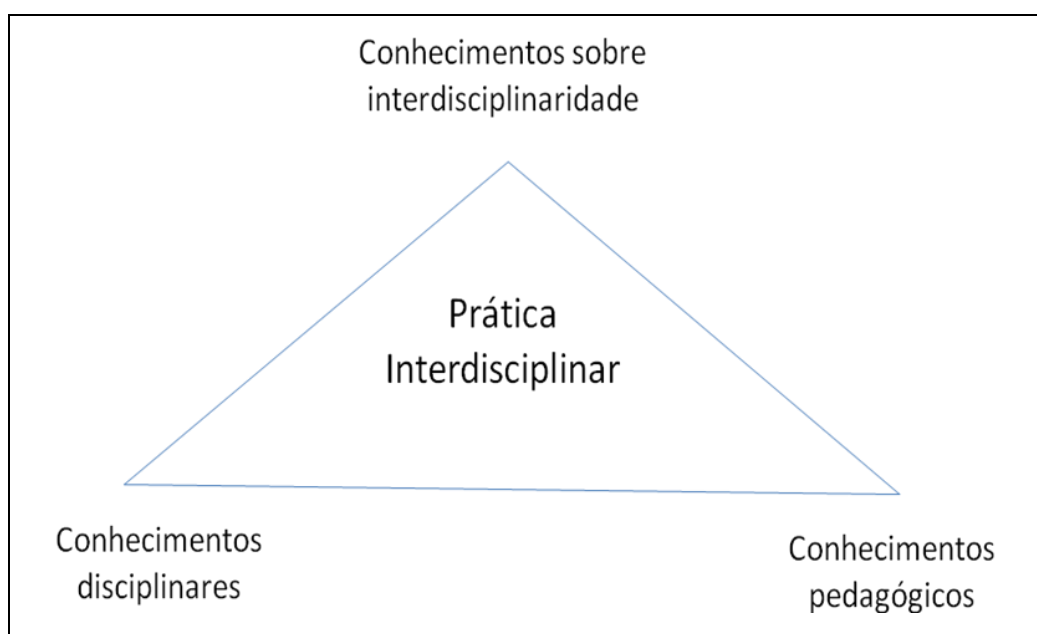 Conhecimentos sobre
interdisciplinaridade
Prática
Interdisciplinar
Conhecimentos
disciplinares
Conhecimentos
pedagógicos